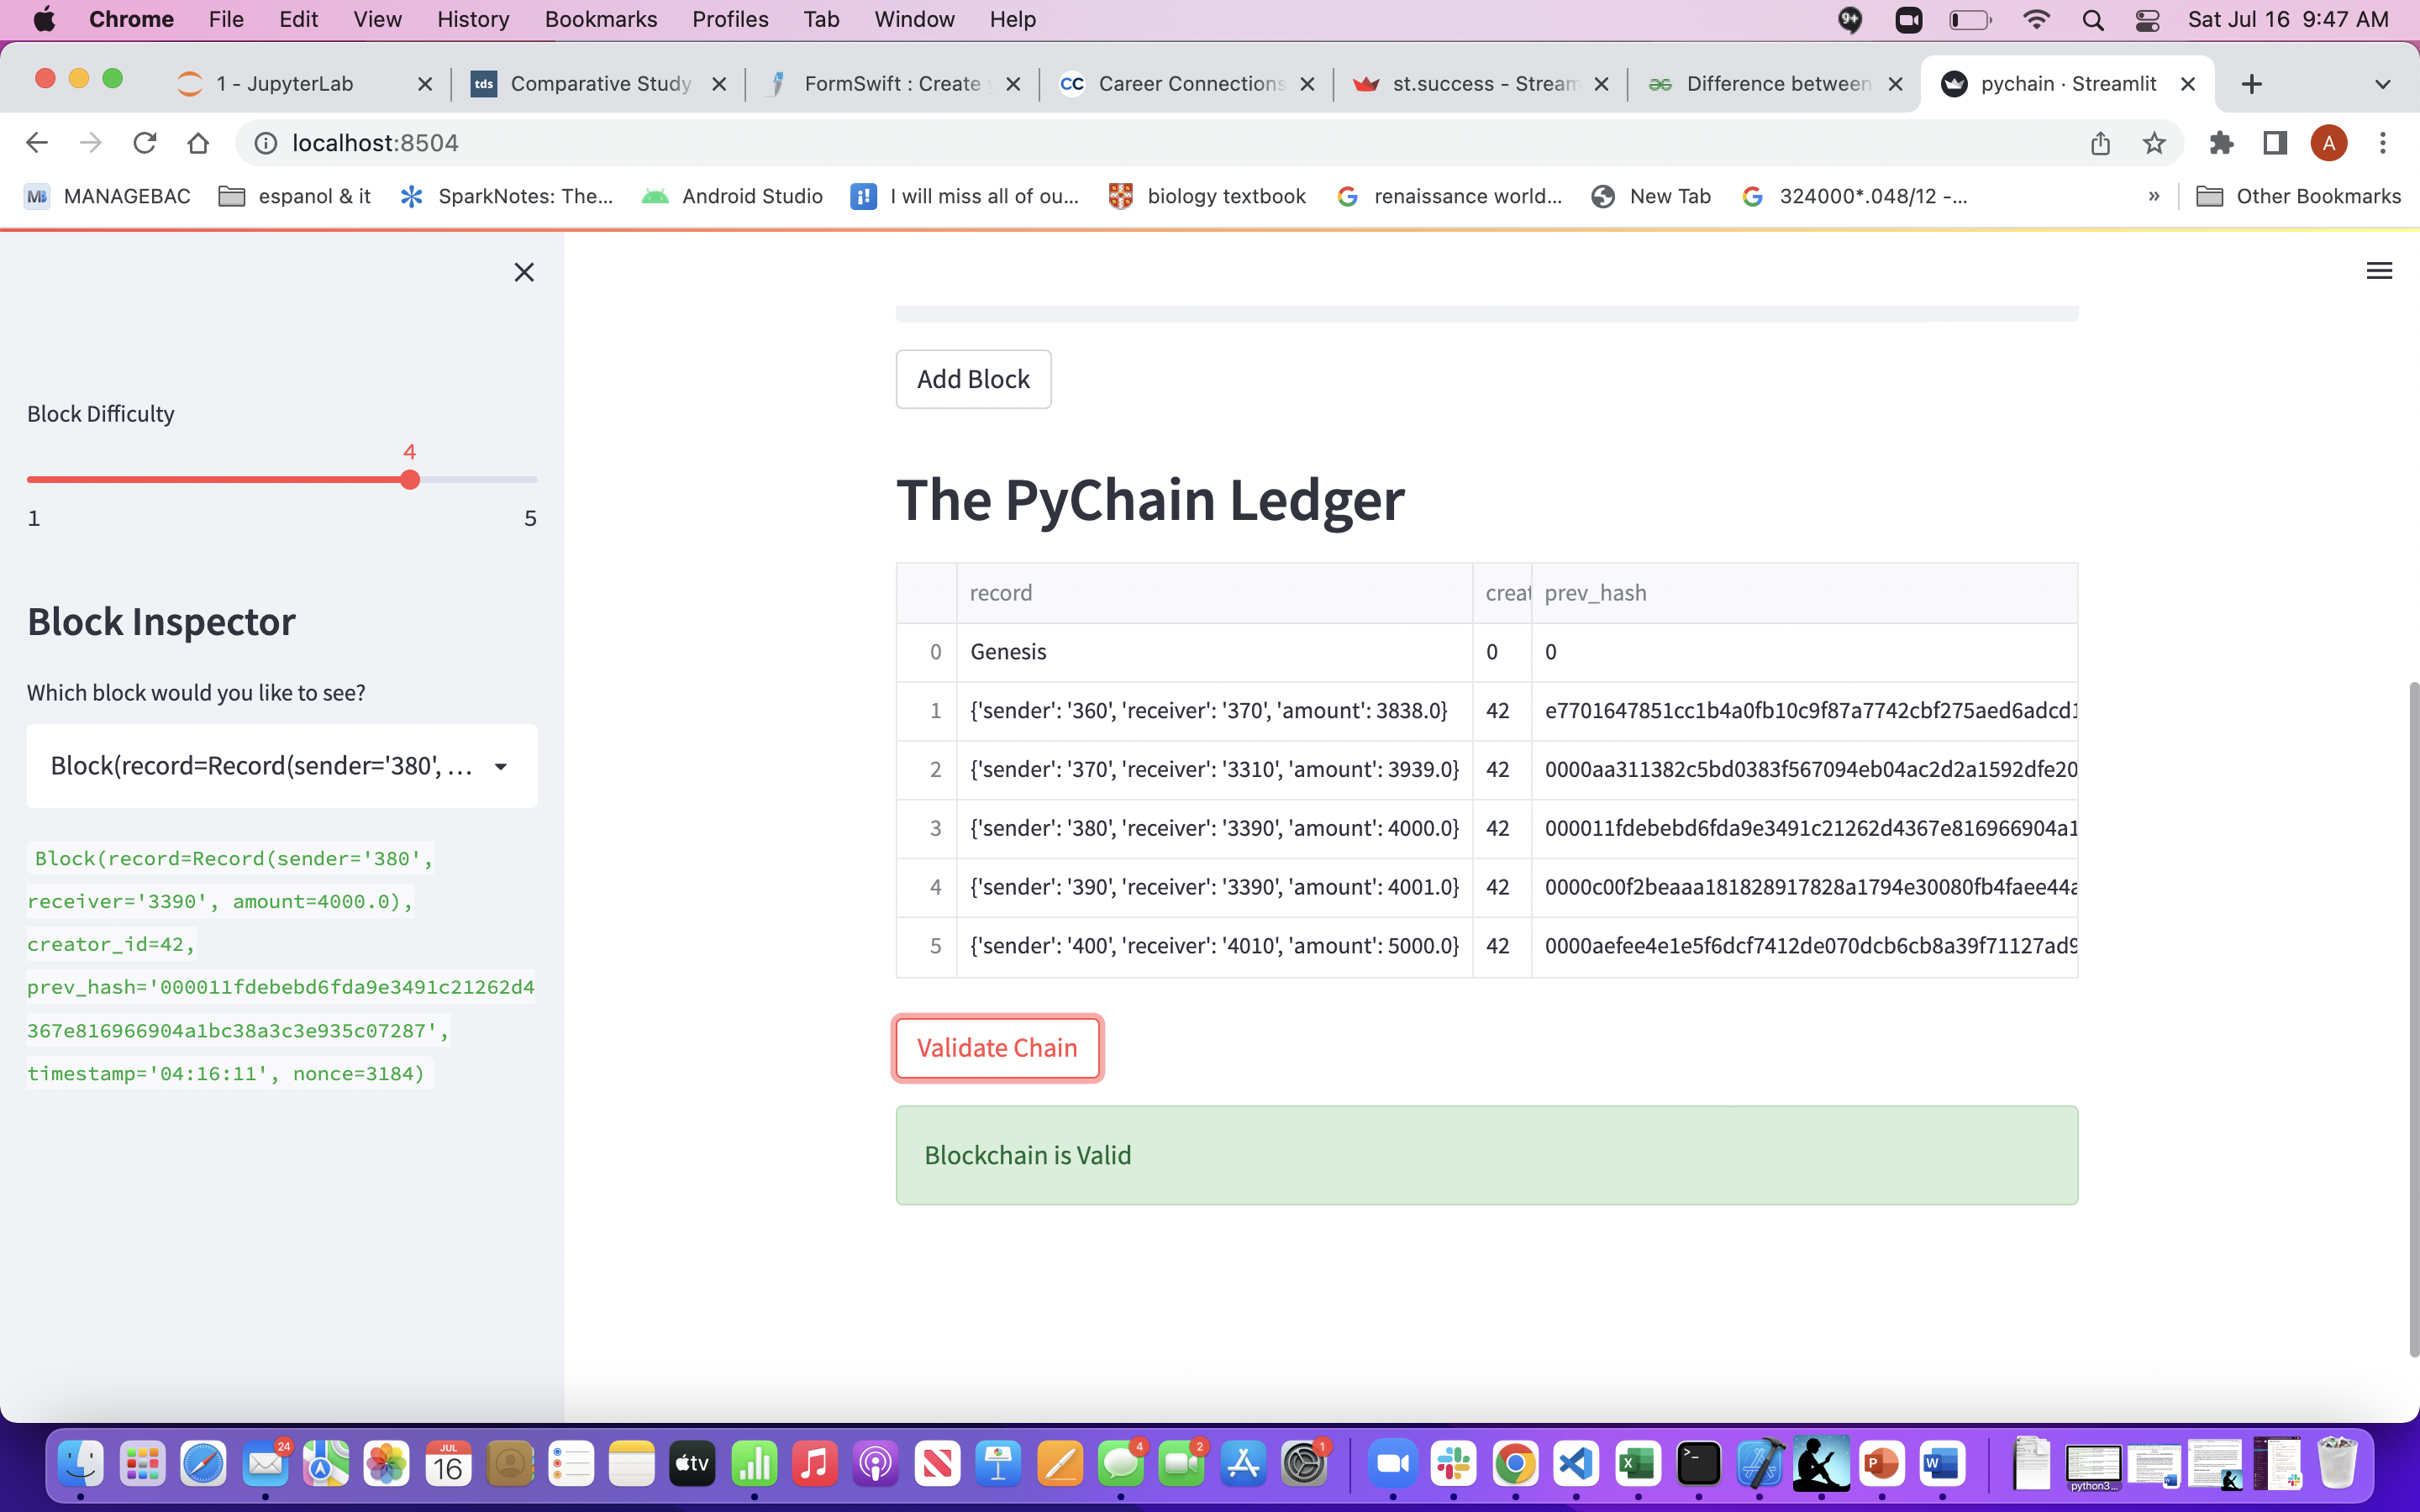 Chrome File Edit View History Bookmarks Profiles Tab Window Help 9+ Sat Jul 16 9:47 AM
1 - JupyterLab tds Comparative Study FormSwift : Create y CC Career Connections st.success - Stream Difference between pychain · Streamlit
localhost:8504 A
MB MANAGEBAC espanol & it SparkNotes: The... Android Studio i! I will miss all of ou... biology textbook renaissance world... New Tab 324000*.048/12 -... » Other Bookmarks
Block Difficulty
4
1 5
Block Inspector
Which block would you like to see?
Block(record=Record(sender='380', ...
Block(record=Record(sender='380',
receiver='3390', amount=4000.0),
creator_id=42,
prev_hash='000011fdebebd6fda9e3491c21262d4
367e816966904a1bc38a3c3e935c07287',
timestamp='04:16:11', nonce=3184)
Add Block
The PyChain Ledger
record creat prev_hash
0 Genesis 0 0
1 {'sender': '360', 'receiver': '370', 'amount': 3838.0} 42 e7701647851cc1b4a0fb10c9f87a7742cbf275aed6adcd1
2 {'sender': '370', 'receiver': '3310', 'amount': 3939.0} 42 0000aa311382c5bd0383f567094eb04ac2d2a1592dfe20
3 {'sender': '380', 'receiver': '3390', 'amount': 4000.0} 42 000011fdebebd6fda9e3491c21262d4367e816966904a1
4 {'sender': '390', 'receiver': '3390', 'amount': 4001.0} 42 0000c00f2beaaa181828917828a1794e30080fb4faee44a
5 {'sender': '400', 'receiver': '4010', 'amount': 5000.0} 42 0000aefee4e1e5f6dcf7412de070dcb6cb8a39f71127ad9
Validate Chain
Blockchain is Valid
24 JUL 16 tv 4 2 1 X >_ P W python3...